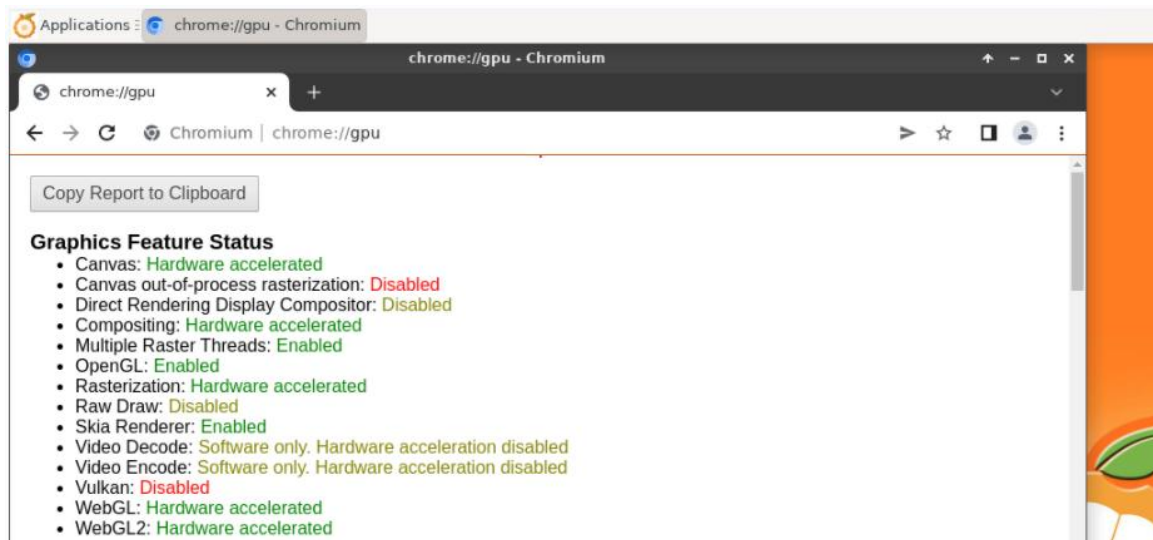 Applications chrome://gpu - Chromium
chrome://gpu - Chromium
chrome://gpu
Chromium | chrome://gpu
Copy Report to Clipboard
Graphics Feature Status
• Canvas: Hardware accelerated
• Canvas out-of-process rasterization: Disabled
• Direct Rendering Display Compositor: Disabled
• Compositing: Hardware accelerated
• Multiple Raster Threads: Enabled
• OpenGL: Enabled
• Rasterization: Hardware accelerated
• Raw Draw: Disabled
• Skia Renderer: Enabled
• Video Decode: Software only. Hardware acceleration disabled
• Video Encode: Software only. Hardware acceleration disabled
• Vulkan: Disabled
• WebGL: Hardware accelerated
• WebGL2: Hardware accelerated